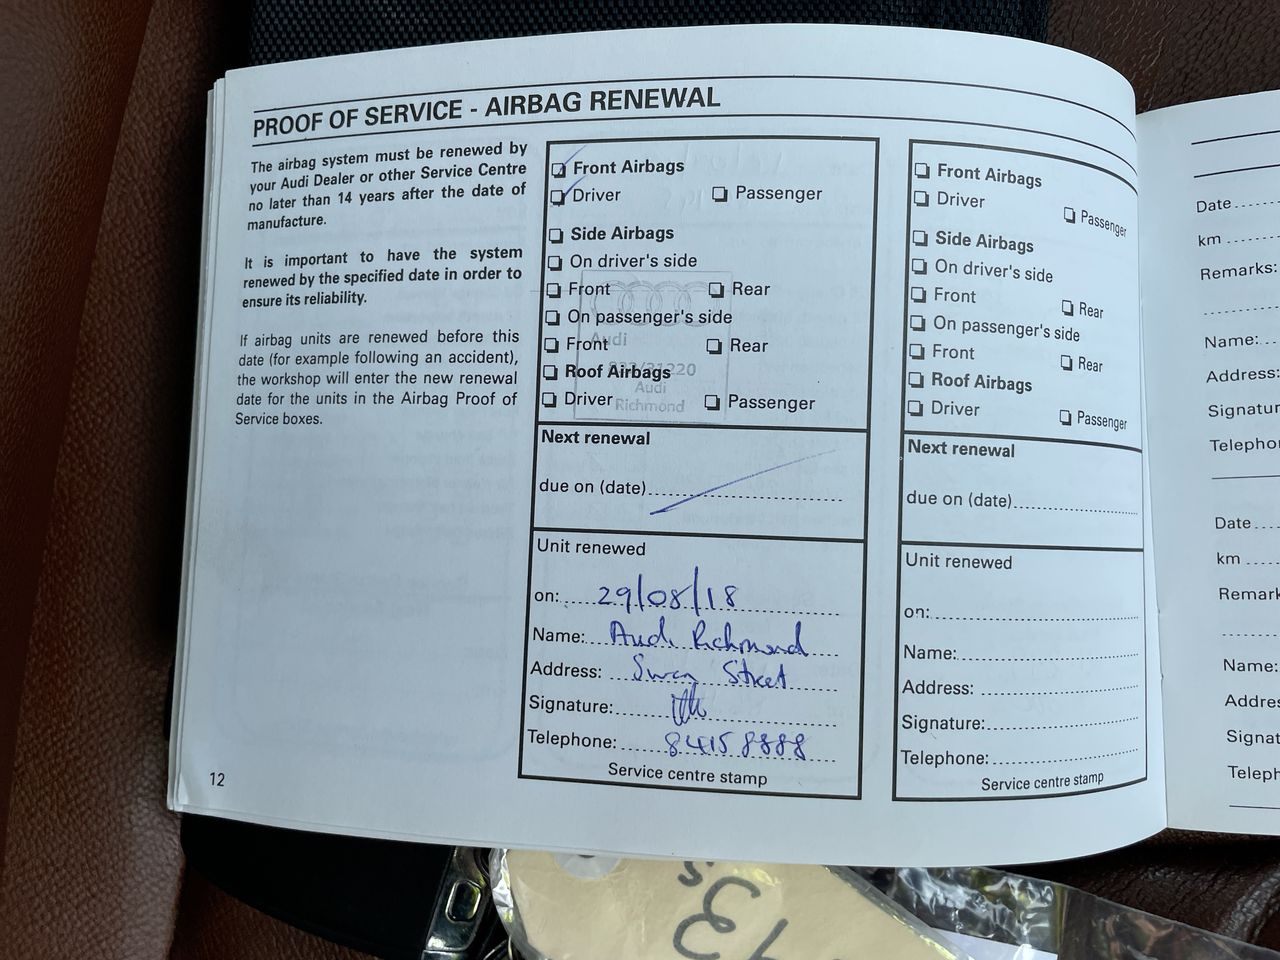 PROOF OF SERVICE - AIRBAG RENEWAL
The airbag system must be renewed by
your Audi Dealer or other Service Centre
no later than 14 years after the date of
manufacture.
It is important to have the system
renewed by the specified date in order to
ensure its reliability.
If airbag units are renewed before this
date (for example following an accident),
the workshop will enter the new renewal
date for the units in the Airbag Proof of
Service boxes.
12
Front Airbags
Driver Passenger
Side Airbags
On driver's side
Front Rear
On passenger's side
Front Rear
Roof Airbags
Driver Passenger
Audi
Audi
Richmond
Next renewal
due on (date)
Unit renewed
on: 29/08/18
Name: Audi Richmond
Address: Swan Street
Signature:
Telephone: 8415 8888
Service centre stamp
Front Airbags
Driver Passenger
Side Airbags
On driver's side
Front Rear
On passenger's side
Front Rear
Roof Airbags
Driver Passenger
Next renewal
due on (date)
Unit renewed
on:
Name:
Address:
Signature:
Telephone:
Service centre stamp
Date
km
Remarks:
Name:
Address:
Telephone
Date
km
Name: